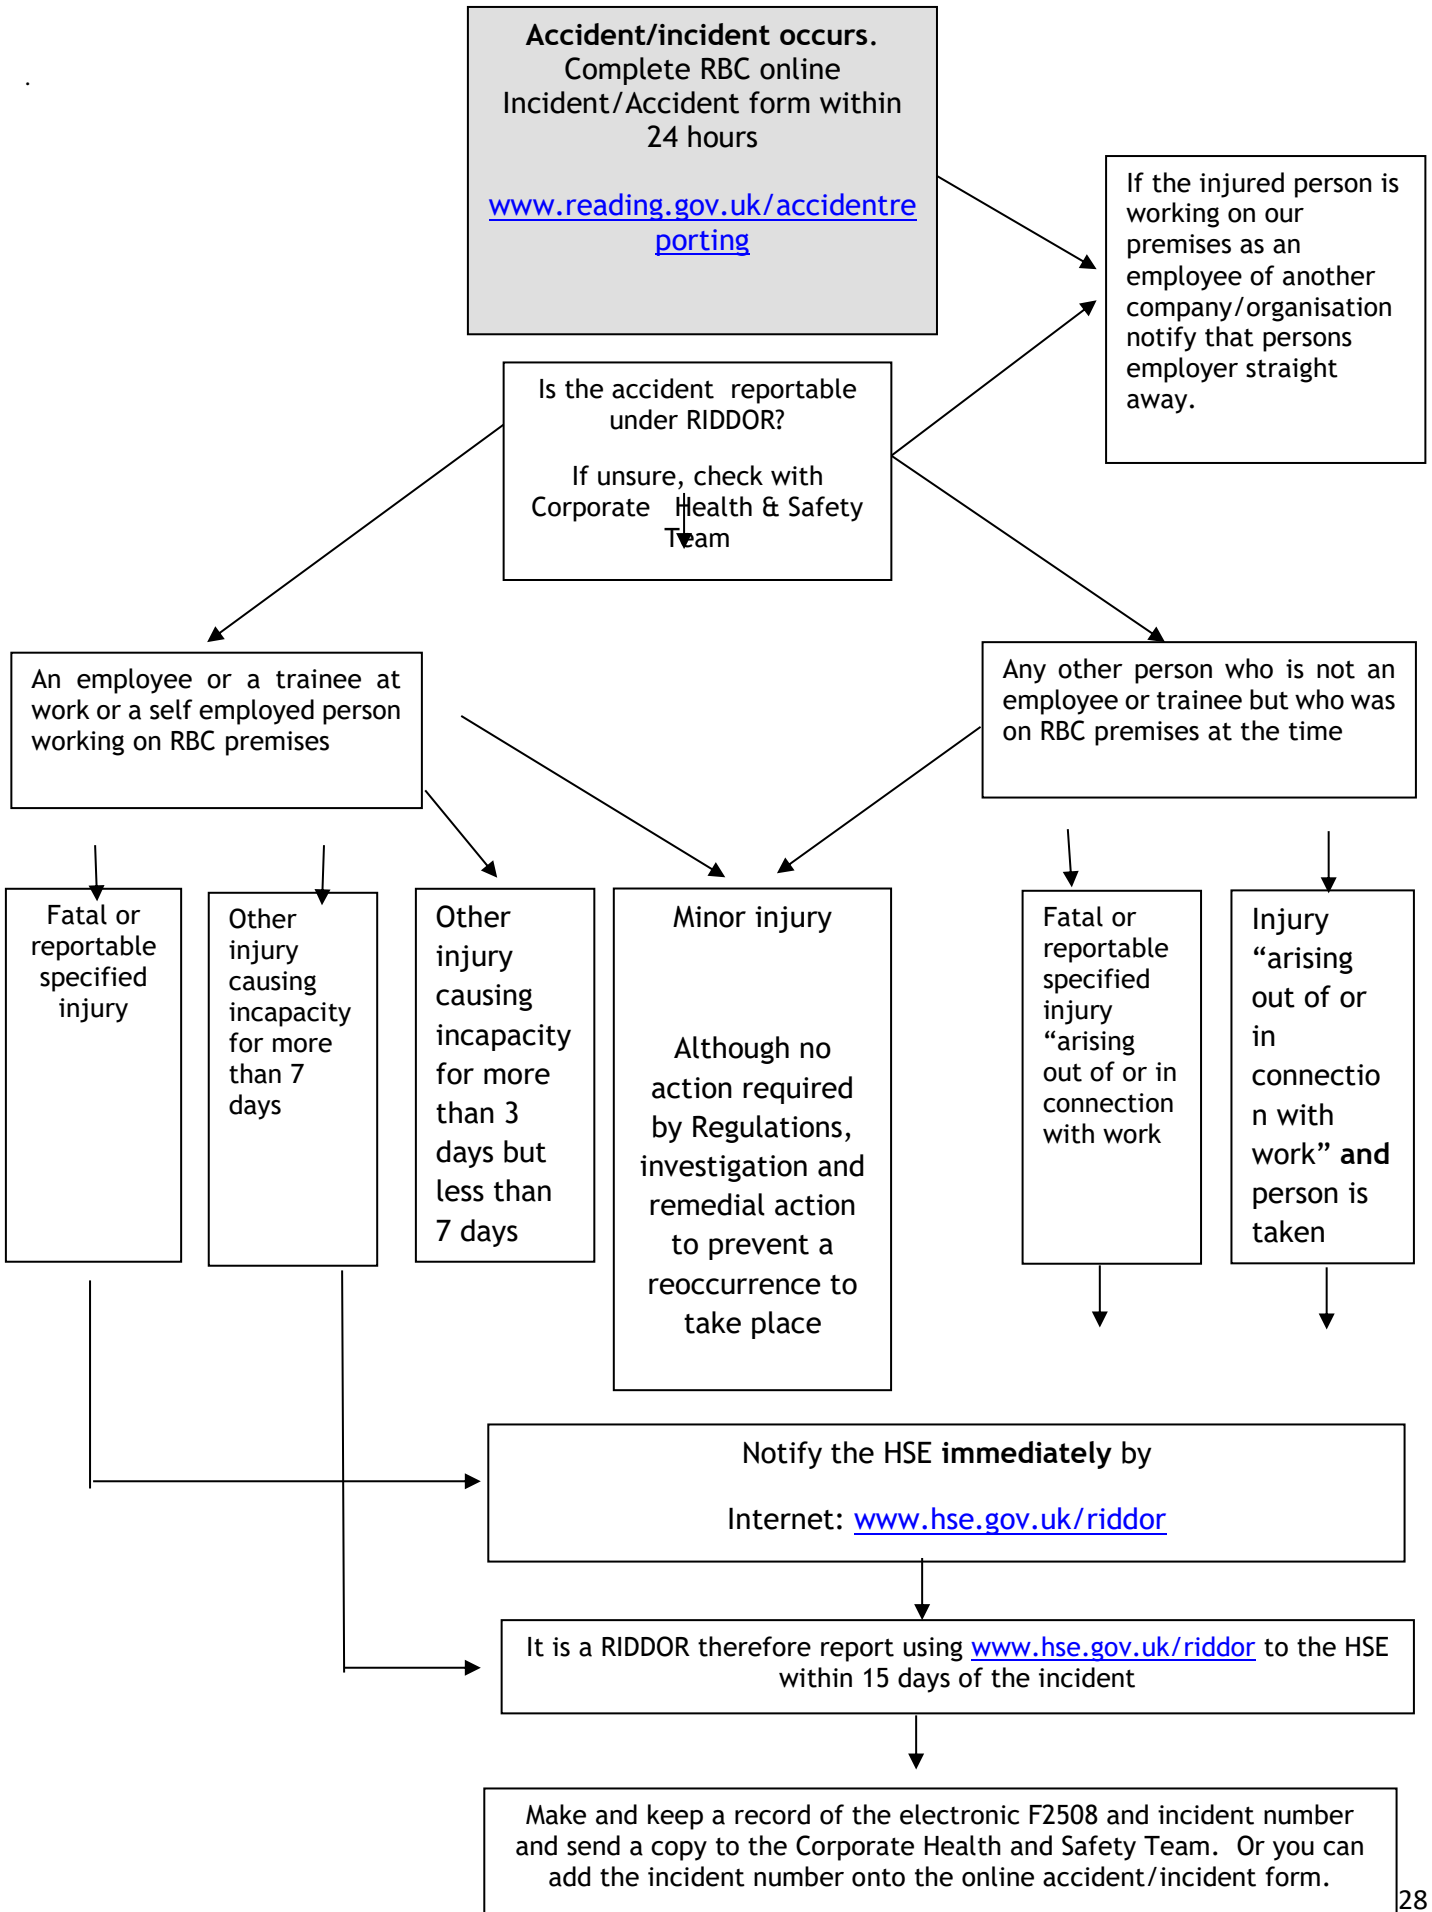 Accident/incident occurs.
Complete RBC online
Incident/Accident form within
24 hours
www.reading.gov.uk/accidentre
porting
.
If the injured person is
working on our
premises as an
employee of another
company/organisation
notify that persons
employer straight
away.
Is the accident reportable
under RIDDOR?
If unsure, check with
Corporate Health & Safety
Team
An employee or a trainee at
work or a self employed person
working on RBC premises
Any other person who is not an
employee or trainee but who was
on RBC premises at the time
Fatal or
reportable
specified
injury
Other
injury
causing
incapacity
for more
than 7
days
Other
injury
causing
incapacity
for more
than 3
days but
less than
7 days
Minor injury
Although no
action required
by Regulations,
investigation and
remedial action
to prevent a
reoccurrence to
take place
Fatal or
reportable
specified
injury
“arising
out of or in
connection
with work
Injury
“arising
out of or
in
connectio
n with
work” and
person is
taken
Notify the HSE immediately by
Internet: www.hse.gov.uk/riddor
It is a RIDDOR therefore report using www.hse.gov.uk/riddor to the HSE
within 15 days of the incident
Make and keep a record of the electronic F2508 and incident number
and send a copy to the Corporate Health and Safety Team. Or you can
add the incident number onto the online accident/incident form.
28